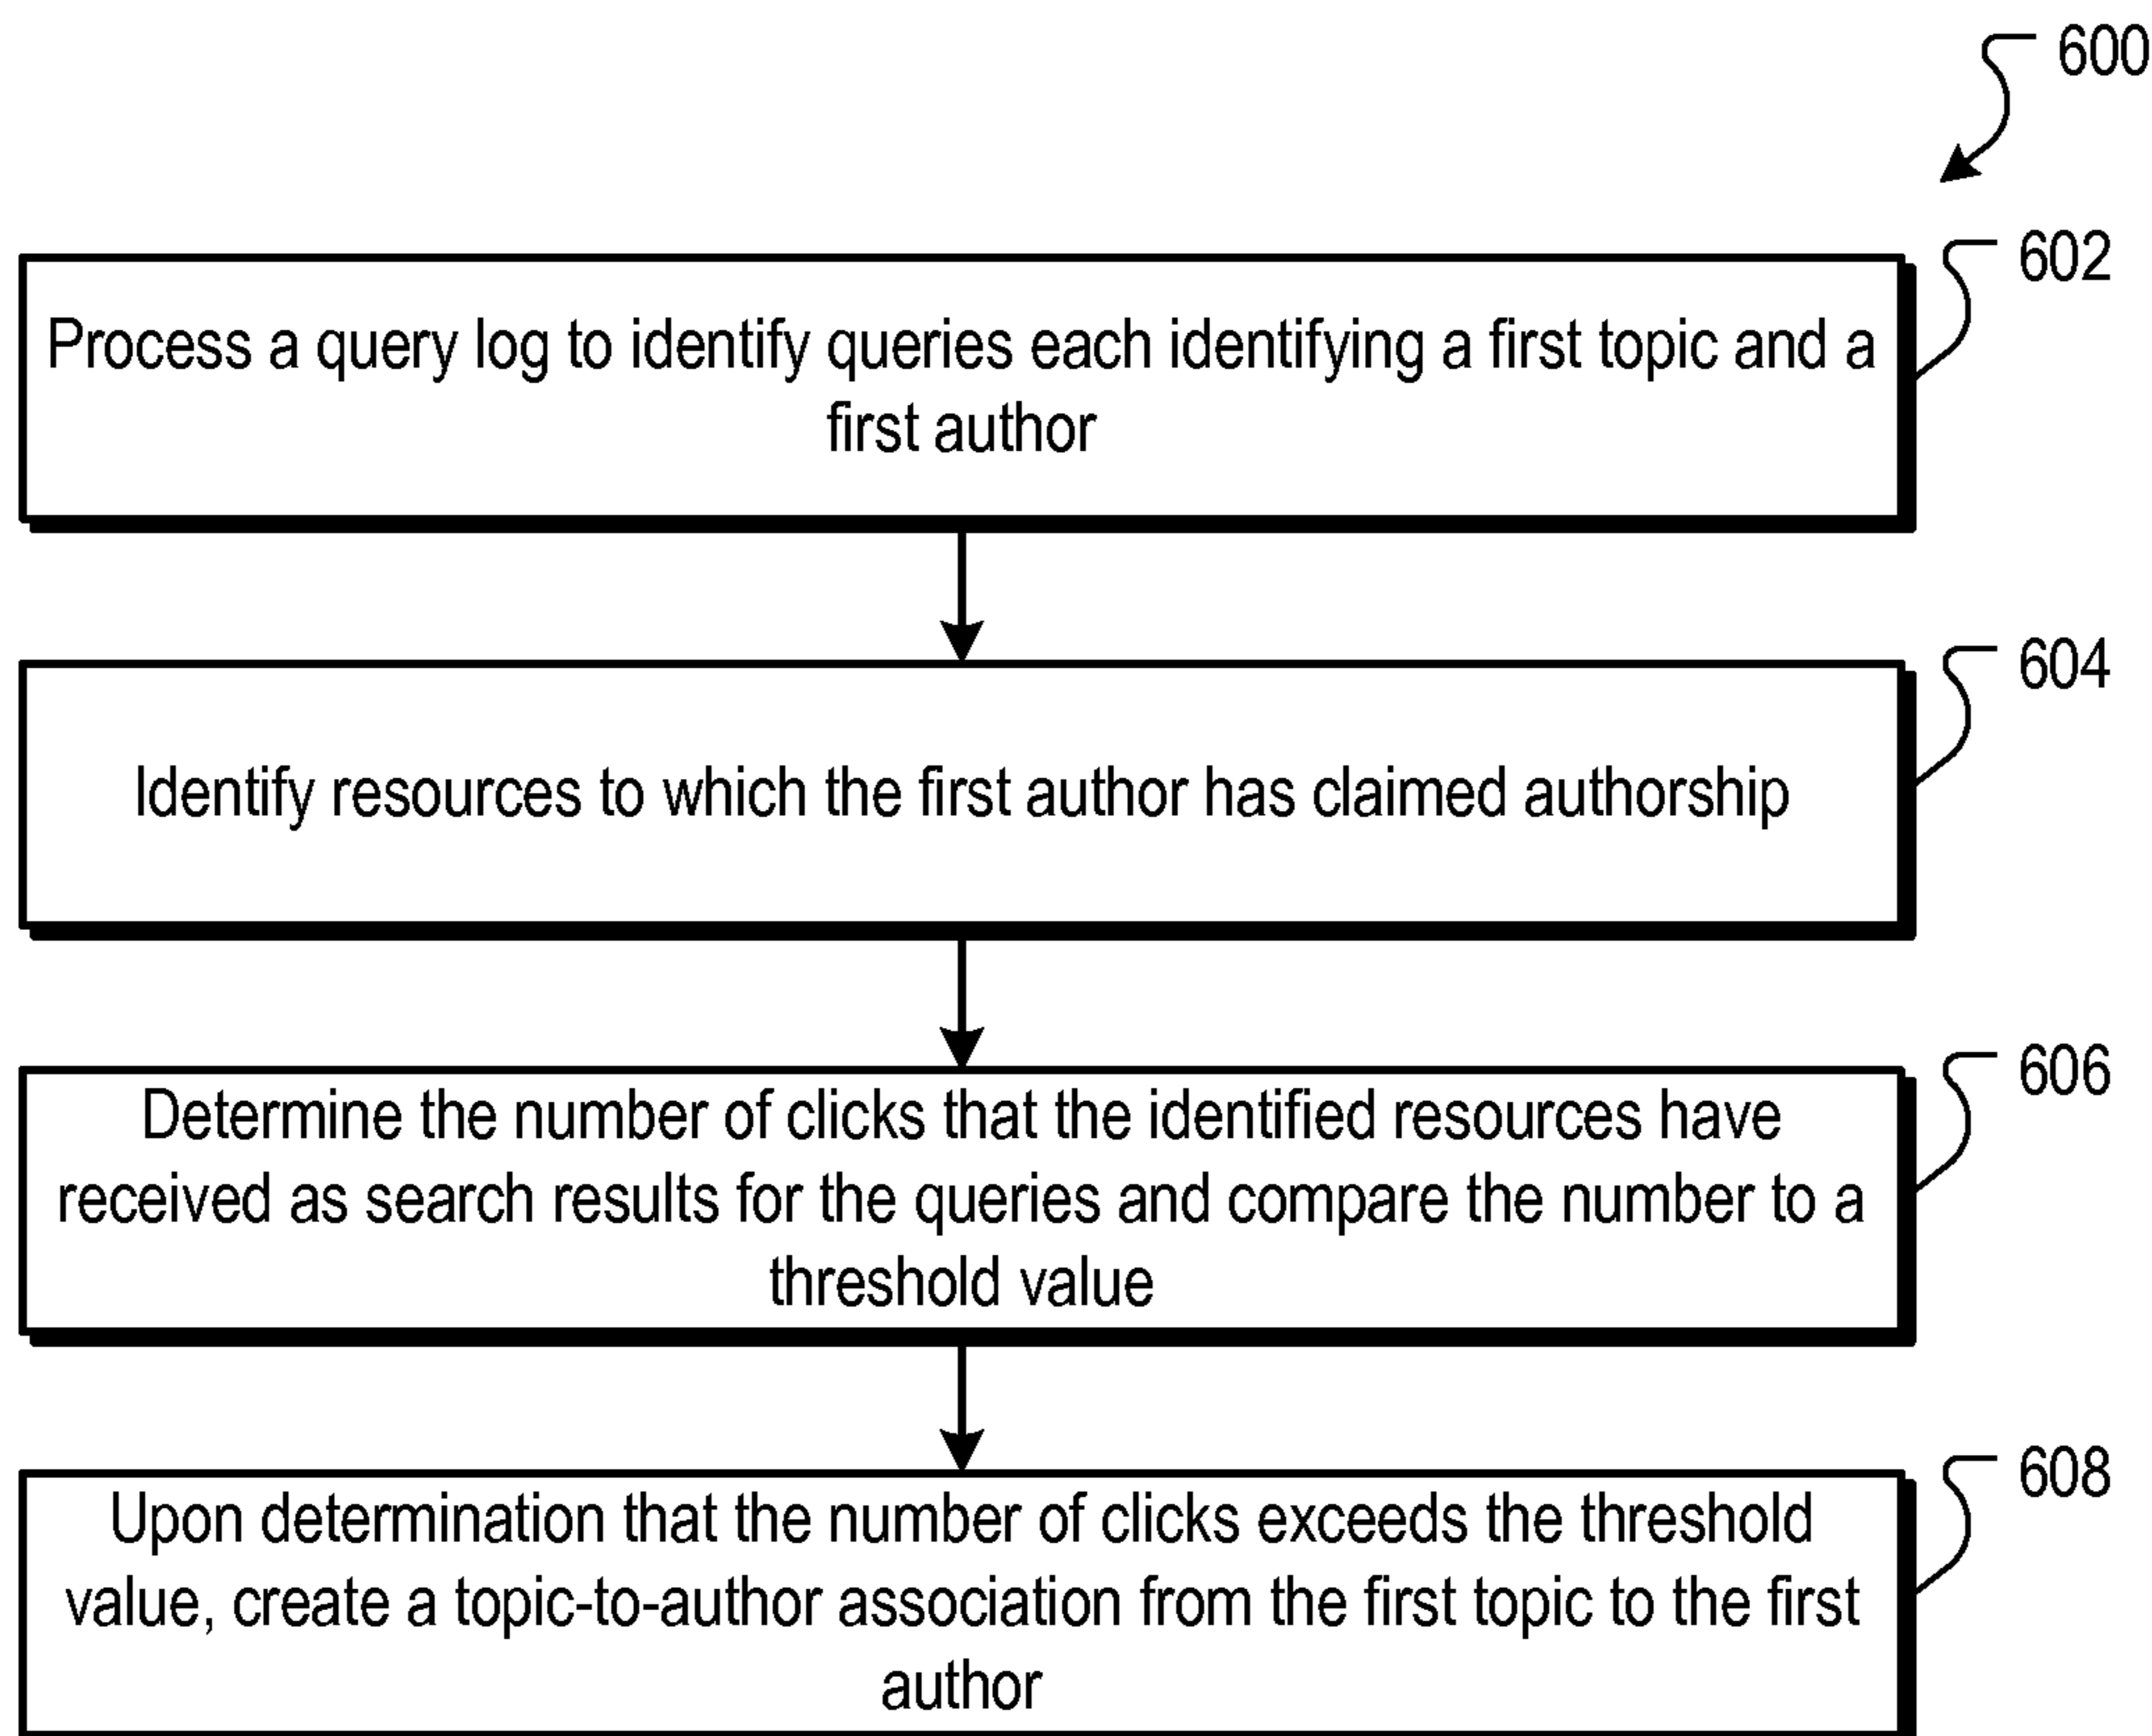 600
602
Process a query log to identify queries each identifying a first topic and a
first author
604
Identify resources to which the first author has claimed authorship
606
Determine the number of clicks that the identified resources have
received as search results for the queries and compare the number to a
threshold value
608
Upon determination that the number of clicks exceeds the threshold
value, create a topic-to-author association from the first topic to the first
author